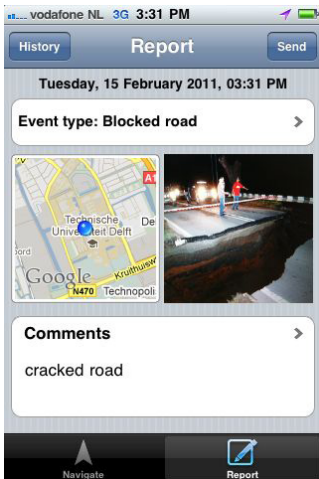 vodafone NL 3G 3:31 PM
History Report Send
Tuesday, 15 February 2011, 03:31 PM
Event type: Blocked road
A1
Technische De
Universiteit Delft
Google Kruithuisw
N470 Technopoli
Comments
cracked road
Navigate Report